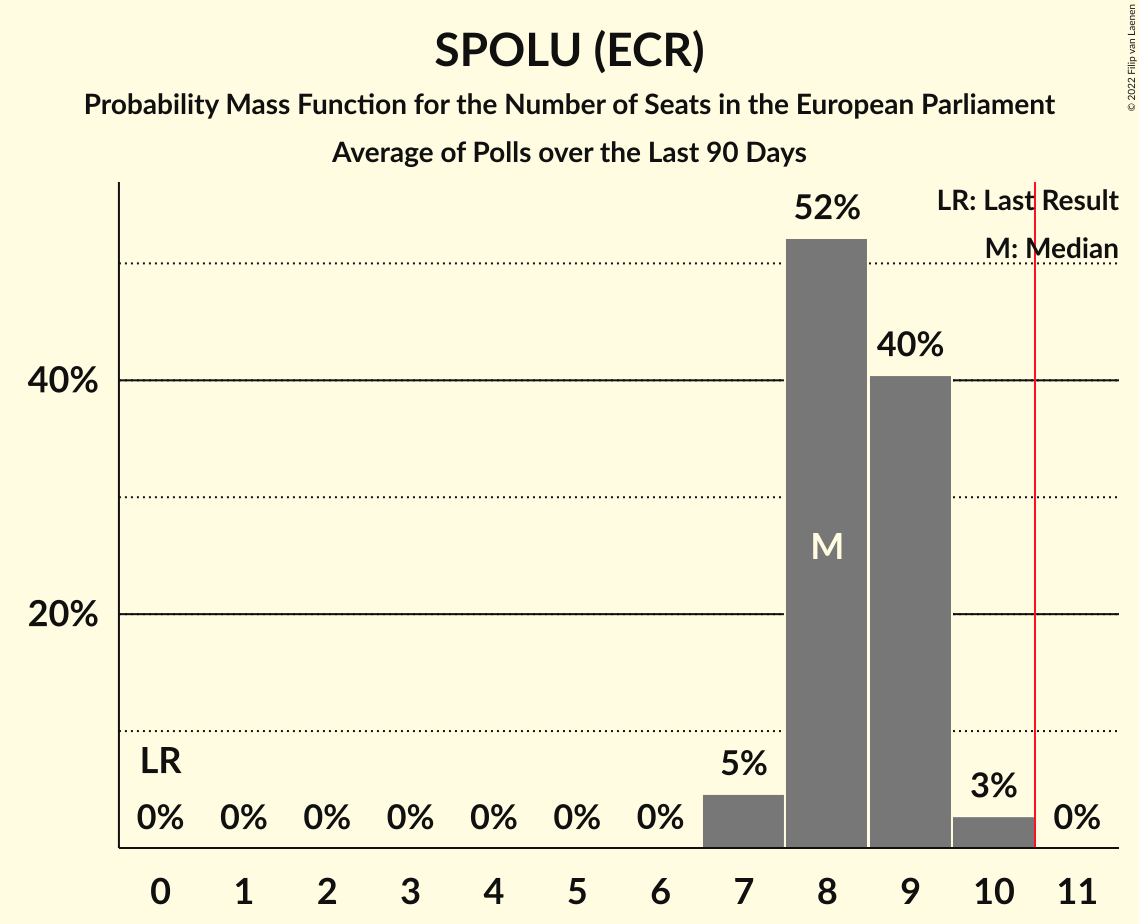 SPOLU (ECR)
Probability Mass Function for the Number of Seats in the European Parliament
Average of Polls over the Last 90 Days
© 2022 Filip van Laenen
LR: Last Result
M: Median
52%
40%
40%
M
20%
LR
5%
3%
0% 0% 0% 0% 0% 0% 0% 0%
0 1 2 3 4 5 6 7 8 9 10 11